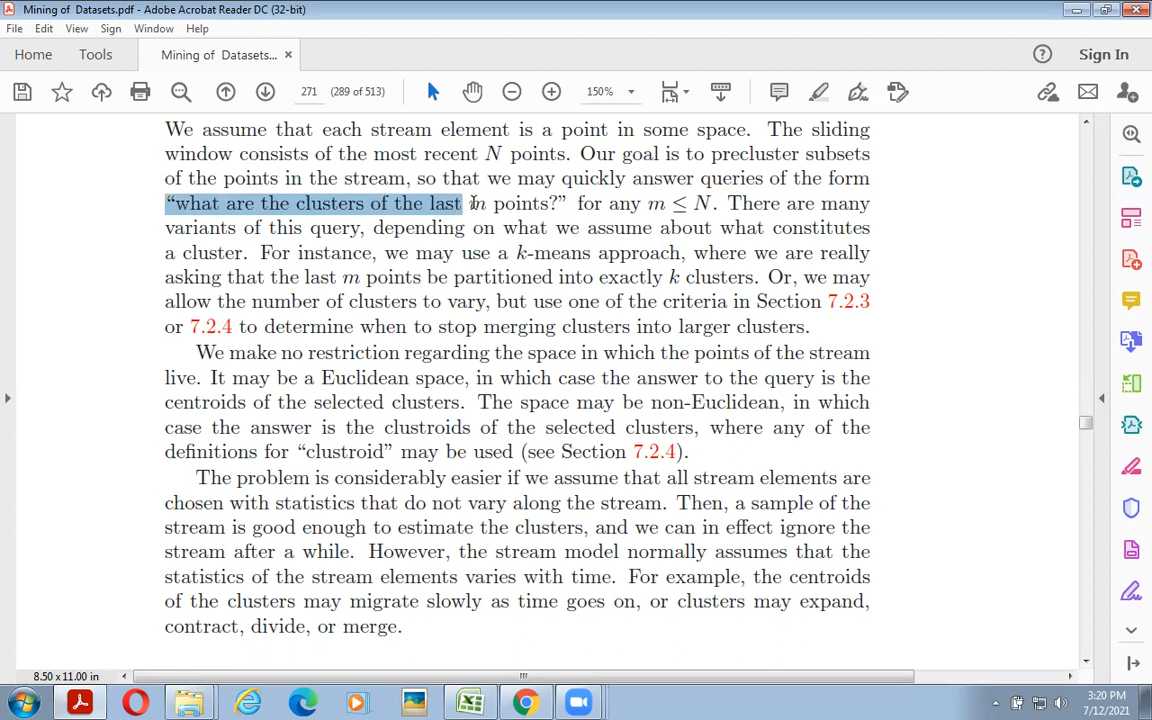 Mining of Datasets.pdf - Adobe Acrobat Reader DC (32-bit)
File Edit View Sign Window Help
Home Tools Mining of Datasets... × Sign In
271 (289 of 513) 150%
We assume that each stream element is a point in some space. The sliding
window consists of the most recent N points. Our goal is to precluster subsets
of the points in the stream, so that we may quickly answer queries of the form
“what are the clusters of the last m points?” for any m ≤ N. There are many
variants of this query, depending on what we assume about what constitutes
a cluster. For instance, we may use a k-means approach, where we are really
asking that the last m points be partitioned into exactly k clusters. Or, we may
allow the number of clusters to vary, but use one of the criteria in Section 7.2.3
or 7.2.4 to determine when to stop merging clusters into larger clusters.
We make no restriction regarding the space in which the points of the stream
live. It may be a Euclidean space, in which case the answer to the query is the
centroids of the selected clusters. The space may be non-Euclidean, in which
case the answer is the clustroids of the selected clusters, where any of the
definitions for “clustroid” may be used (see Section 7.2.4).
The problem is considerably easier if we assume that all stream elements are
chosen with statistics that do not vary along the stream. Then, a sample of the
stream is good enough to estimate the clusters, and we can in effect ignore the
stream after a while. However, the stream model normally assumes that the
statistics of the stream elements varies with time. For example, the centroids
of the clusters may migrate slowly as time goes on, or clusters may expand,
contract, divide, or merge.
8.50 x 11.00 in
3:20 PM
7/12/2021